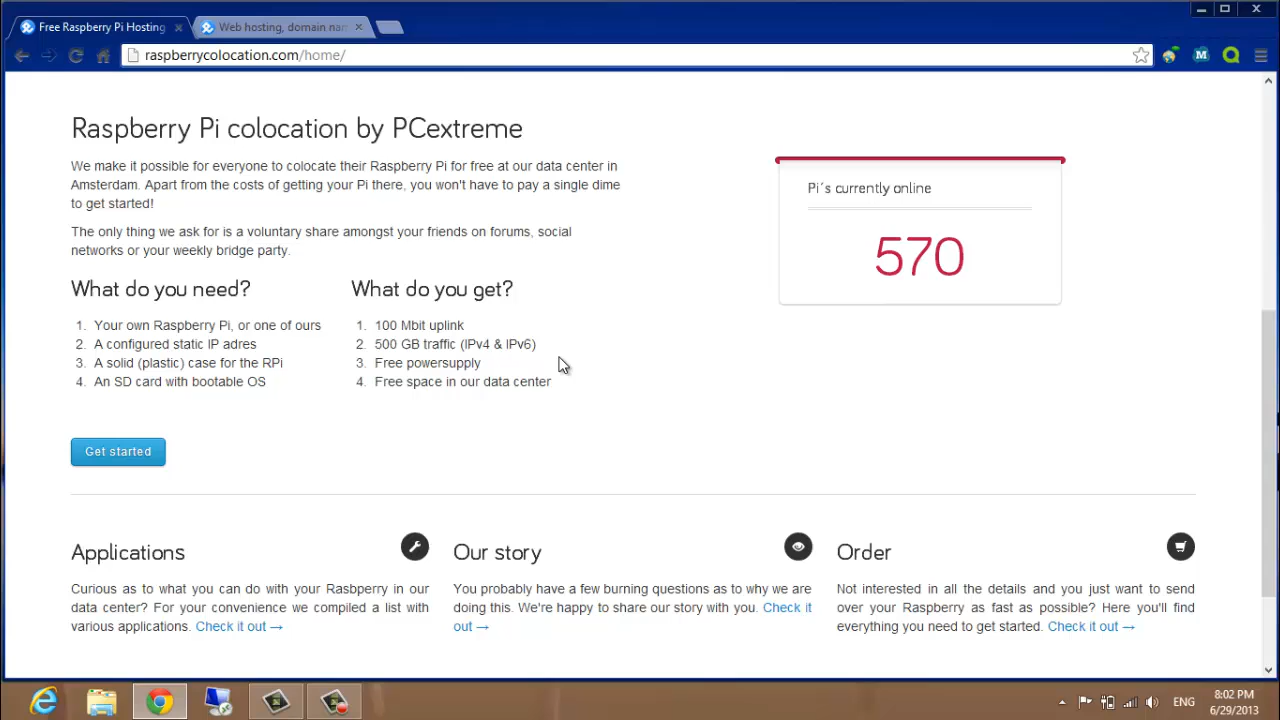 Free Raspberry Pi Hosting
Web hosting, domain nam
raspberrycolocation.com/home/
Raspberry Pi colocation by PCextreme
We make it possible for everyone to colocate their Raspberry Pi for free at our data center in
Amsterdam. Apart from the costs of getting your Pi there, you won't have to pay a single dime
to get started!
The only thing we ask for is a voluntary share amongst your friends on forums, social
networks or your weekly bridge party.
Pi´s currently online
570
What do you need?
1. Your own Raspberry Pi, or one of ours
2. A configured static IP adres
3. A solid (plastic) case for the RPi
4. An SD card with bootable OS
What do you get?
1. 100 Mbit uplink
2. 500 GB traffic (IPv4 & IPv6)
3. Free powersupply
4. Free space in our data center
Get started
Applications
Curious as to what you can do with your Rasbperry in our
data center? For your convenience we compiled a list with
various applications. Check it out →
Our story
You probably have a few burning questions as to why we are
doing this. We're happy to share our story with you. Check it
out →
Order
Not interested in all the details and you just want to send
over your Raspberry as fast as possible? Here you'll find
everything you need to get started. Check it out →
ENG
8:02 PM
6/29/2013